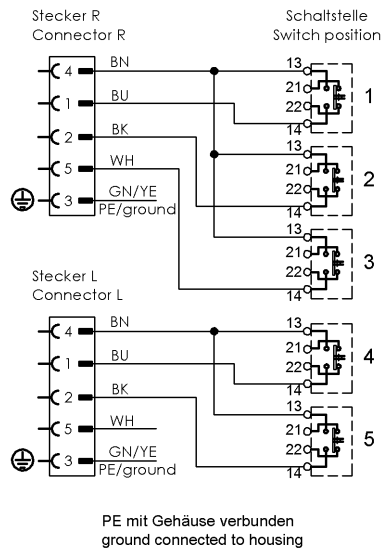 Stecker R
Connector R
Schaltstelle
Switch position
4 BN 13
21
22
14
1
1 BU
2 BK 13
21
22
14
2
5 WH
3 GN/YE
PE/ground
13
21
22
14
3
Stecker L
Connector L
4 BN 13
21
22
14
4
1 BU
2 BK 13
21
22
14
5
5 WH
3 GN/YE
PE/ground
PE mit Gehäuse verbunden
ground connected to housing